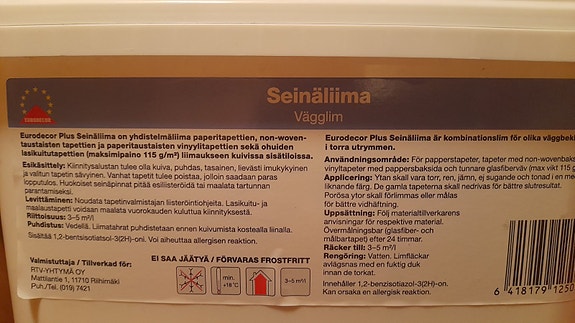 EURODECOR
Seinäliima
Vägglim
Eurodecor Plus Seinäliima on yhdistelmäliima paperitapettien, non-woven-
taustaisten tapettien ja paperitaustaisten vinyylitapettien sekä ohuiden
lasikuitutapettien (maksimipaino 115 g/m²) liimaukseen kuivissa sisätiloissa.
Esikäsittely: Kiinnitysalustan tulee olla kuiva, puhdas, tasainen, lievästi imukykyinen
ja valitun tapetin sävyinen. Vanhat tapetit tulee poistaa, jolloin saadaan paras
lopputulos. Huokoiset seinäpinnat pitää esiliisteröidä tai maalata tartunnan
parantamiseksi.
Levittäminen: Noudata tapetinvalmistajan liisteröintiohjeita. Lasikuitu- ja
maalaustapetti voidaan maalata vuorokauden kuluttua kiinnityksestä.
Riittoisuus: 3–5 m²/l
Puhdistus: Vedellä. Liimatahrat puhdistetaan ennen kuivumista kostealla liinalla.
Sisältää 1,2-bentsisotiatsol-3(2H)-oni. Voi aiheuttaa allergisen reaktion.
Valmistuttaja / Tillverkad för:
RTV-YHTYMÄ OY
Mattilantie 1, 11710 Riihimäki
Puh./Tel. (019) 7421
EI SAA JÄÄTYÄ / FÖRVARAS FROSTFRITT
min.
+18°C
3–5 m²/l
Eurodecor Plus Seinäliima är kombinationslim för olika väggbekl
i torra utrymmen.
Användningsområde: För papperstapeter, tapeter med non-wovenbaks
vinyltapeter med pappersbaksida och tunnare glasfiberväv (max vikt 115 g
Applicering: Ytan skall vara torr, ren, jämn, ej sugande och tonad i en med
liknande färg. De gamla tapeterna skall nedrivas för bättre slutresultat.
Porösa ytor skall förlimmas eller målas
för bättre vidhäftning.
Uppsättning: Följ materialtillverkarens
anvisningar för respektive material.
Övermålningsbar (glasfiber- och
målbartapet) efter 24 timmar.
Räcker till: 3–5 m²/l
Rengöring: Vatten. Limfläckar
avlägsnas med en fuktig duk
innan de torkat.
Innehåller 1,2-benzisotiazol-3(2H)-on.
Kan orsaka en allergisk reaktion.
6 418179 1250